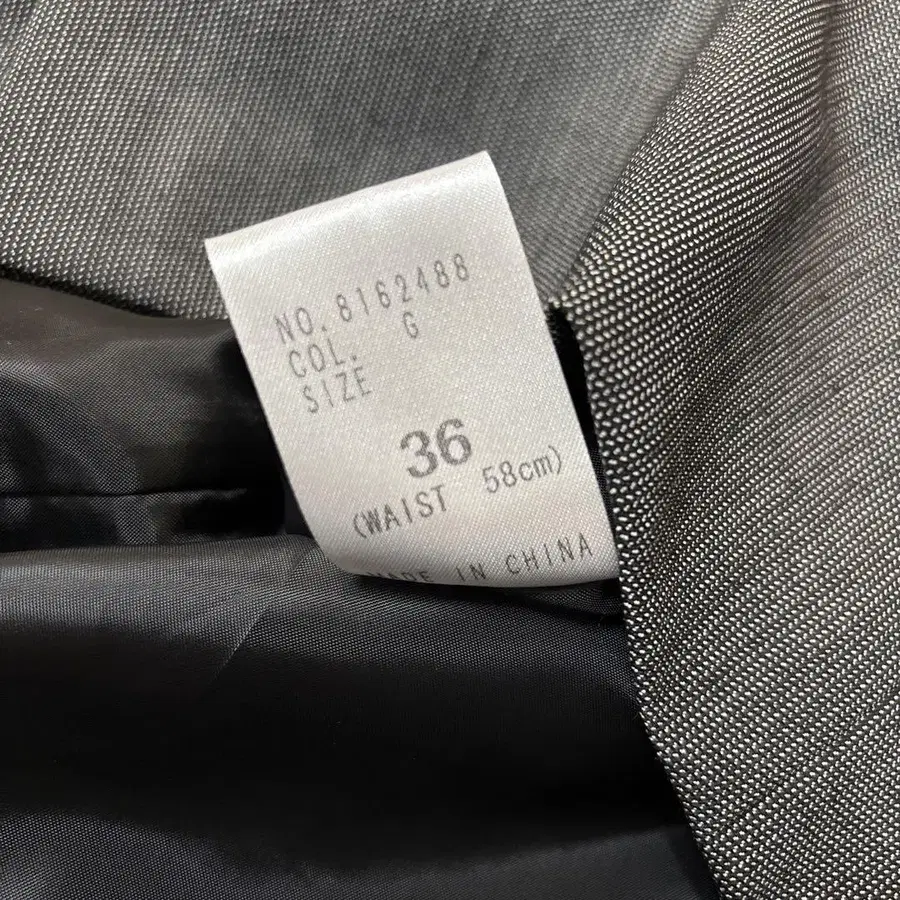 NO. 8162488
COL. G
SIZE
36
(WAIST 58cm)
MADE IN CHINA